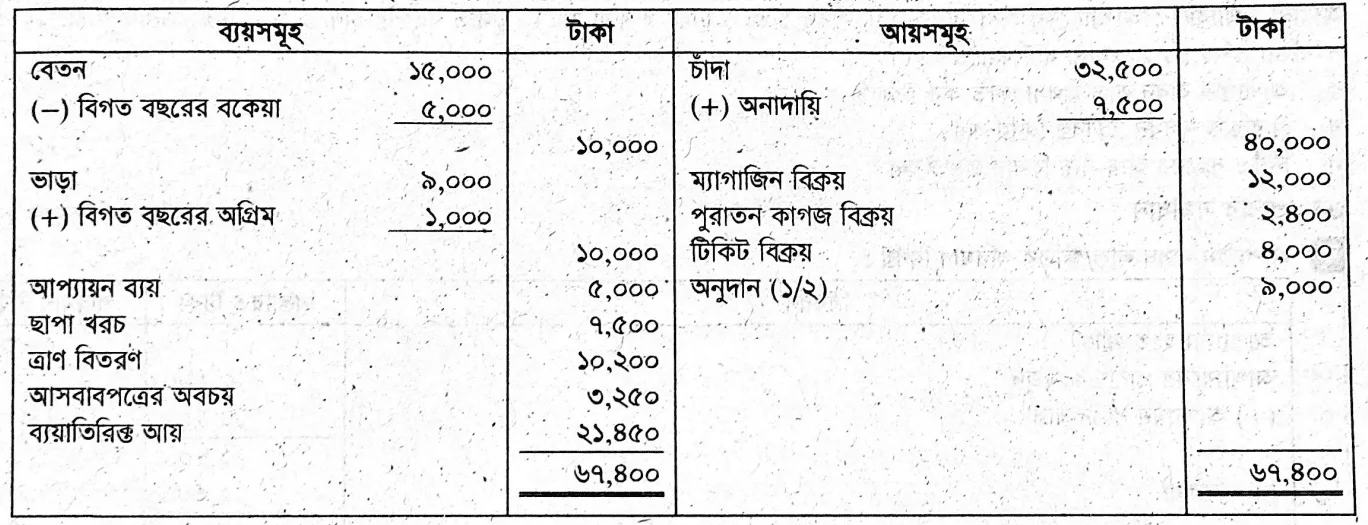 ব্যয়সমূহ টাকা আয়সমূহ টাকা
বেতন ১৫,০০০ চাঁদা ৩২,৫০০
(–) বিগত বছরের বকেয়া ৫,০০০ (+) অনাদায়ি ৭,৫০০
১০,০০০ ৪০,০০০
ভাড়া ৯,০০০ ম্যাগাজিন বিক্রয় ১২,০০০
(+) বিগত বছরের অগ্রিম ১,০০০ পুরাতন কাগজ বিক্রয় ২,৪০০
১০,০০০ টিকিট বিক্রয় ৪,০০০
আপ্যায়ন ব্যয় ৫,০০০ অনুদান (১/২) ৯,০০০
ছাপা খরচ ৭,৫০০
ত্রাণ বিতরণ ১০,২০০
আসবাবপত্রের অবচয় ৩,২৫০
ব্যয়াতিরিক্ত আয় ২১,৪৫০
৬৭,৪০০ ৬৭,৪০০